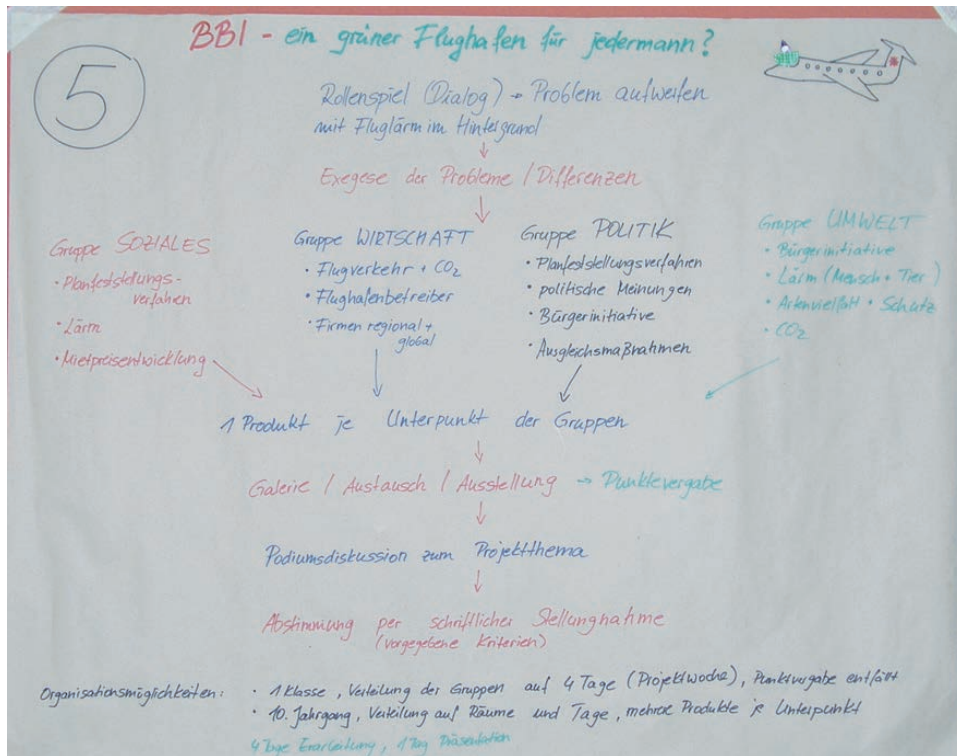 BBI - ein grüner Flughafen für jedermann?
5
Rollenspiel (Dialog) → Problem aufwerfen
mit Fluglärm im Hintergrund
Exegese der Probleme / Differenzen
Gruppe SOZIALES
• Planfeststellungs-
verfahen
• Lärm
• Mietpreisentwicklung
Gruppe WIRTSCHAFT
• Flugverkehr + CO₂
• Flughafenbetreiber
• Firmen regional +
global
Gruppe POLITIK
• Planfeststellungsverfahren
• politische Meinungen
• Bürgerinitiative
• Ausgleichsmaßnahmen
Gruppe UMWELT
• Bürgerinitiative
• Lärm (Mensch + Tier)
• Artenvielfalt + Schutz
• CO₂
1 Produkt je Unterpunkt der Gruppen
Galerie / Austausch / Ausstellung → Punktevergabe
Podiumsdiskussion zum Projektthema
Abstimmung per schriftlicher Stellungnahme
(vorgegebene Kriterien)
Organisationsmöglichkeiten: • 1 Klasse, Verteilung der Gruppen auf 4 Tage (Projektwoche), Punktvergabe entfällt
• 10. Jahrgang, Verteilung auf Räume und Tage, mehrere Produkte je Unterpunkt
4 Tage Erarbeitung, 1 Tag Präsentation